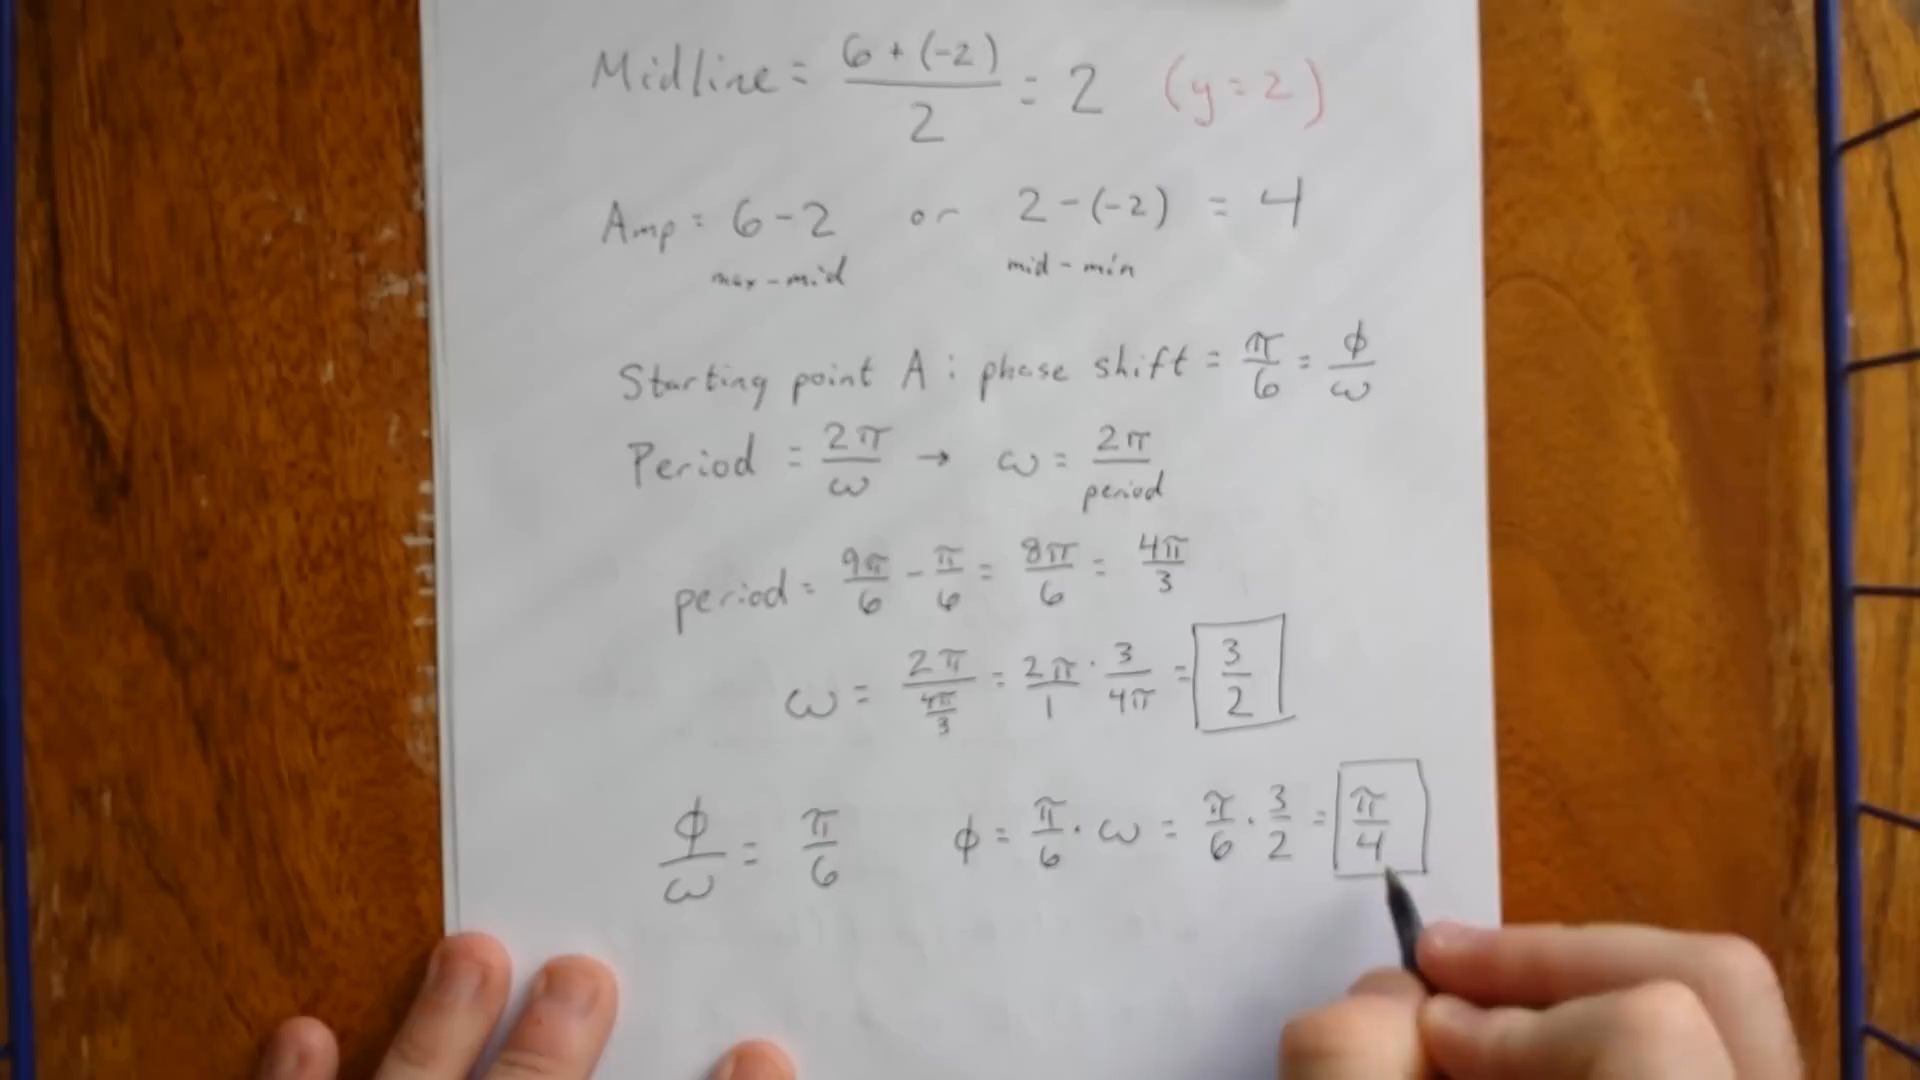 Midline = (6 + (-2))/2 = 2 (y = 2)
Amp = 6 - 2 or 2 - (-2) = 4
max - mid mid - min
Starting point A : phase shift = π/6 = ϕ/ω
Period = 2π/ω → ω = 2π/period
period = 9π/6 - π/6 = 8π/6 = 4π/3
ω = 2π/(4π/3) = 2π/1 · 3/4π = 3/2
ϕ/ω = π/6 ϕ = π/6 · ω = π/6 · 3/2 = π/4